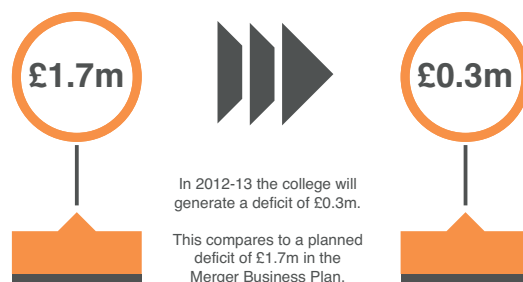 £1.7m
£0.3m
In 2012-13 the college will
generate a deficit of £0.3m.
This compares to a planned
deficit of £1.7m in the
Merger Business Plan.